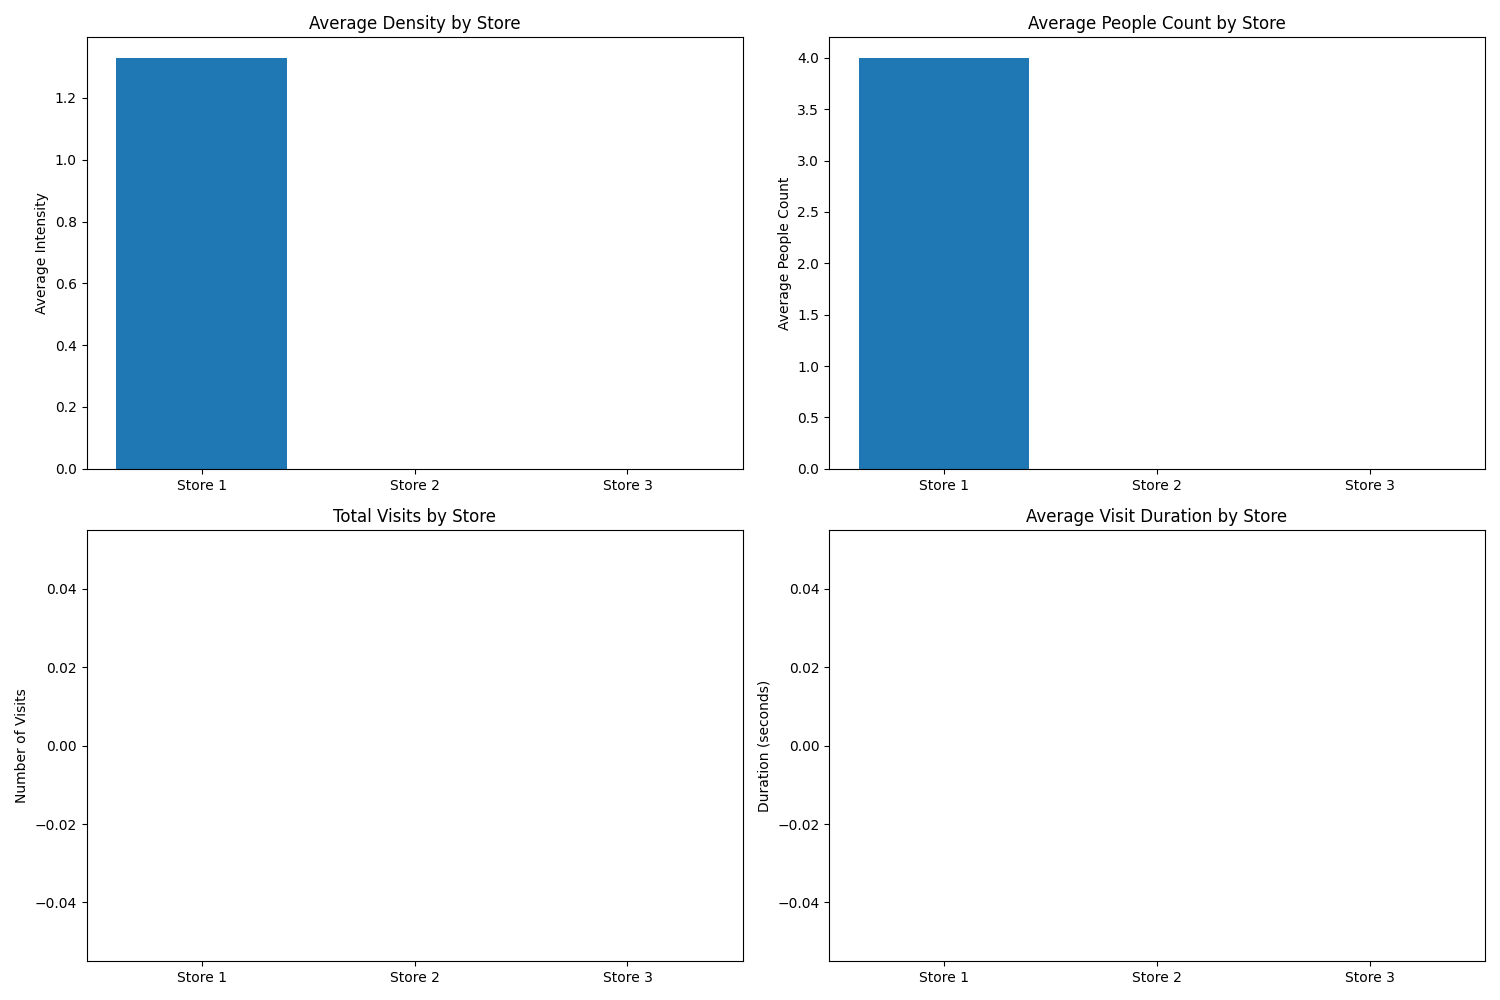 Average Density by Store
Average Intensity
1.2
1.0
0.8
0.6
0.4
0.2
0.0
Store 1 Store 2 Store 3
Average People Count by Store
Average People Count
4.0
3.5
3.0
2.5
2.0
1.5
1.0
0.5
0.0
Store 1 Store 2 Store 3
Total Visits by Store
Number of Visits
0.04
0.02
0.00
−0.02
−0.04
Store 1 Store 2 Store 3
Average Visit Duration by Store
Duration (seconds)
0.04
0.02
0.00
−0.02
−0.04
Store 1 Store 2 Store 3